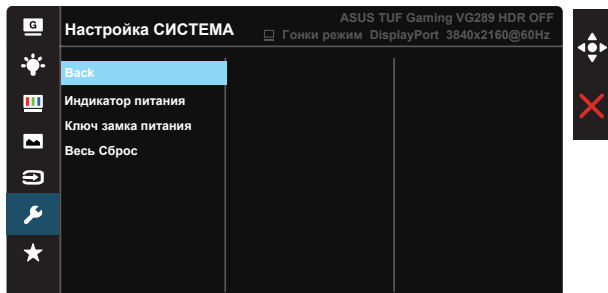 G
Настройка СИСТЕМА
ASUS TUF Gaming VG289 HDR OFF
Гонки режим DisplayPort 3840x2160@60Hz
Back
Индикатор питания
Ключ замка питания
Весь Сброс